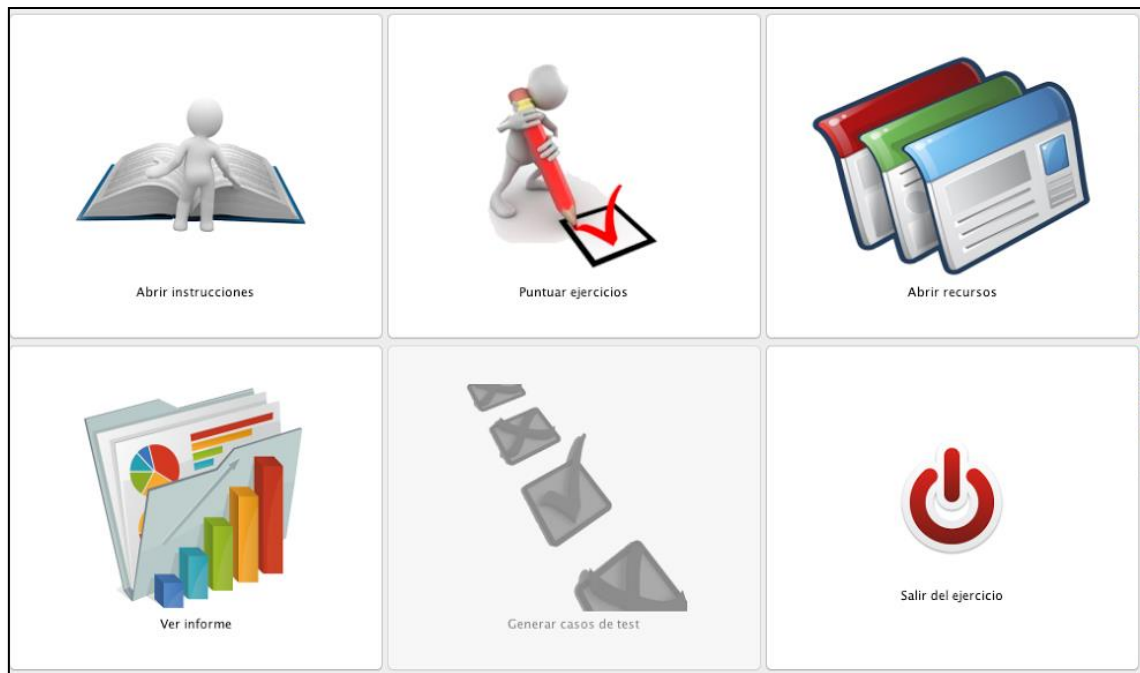 Abrir instrucciones
Puntuar ejercicios
Abrir recursos
Ver informe
Generar casos de test
Salir del ejercicio